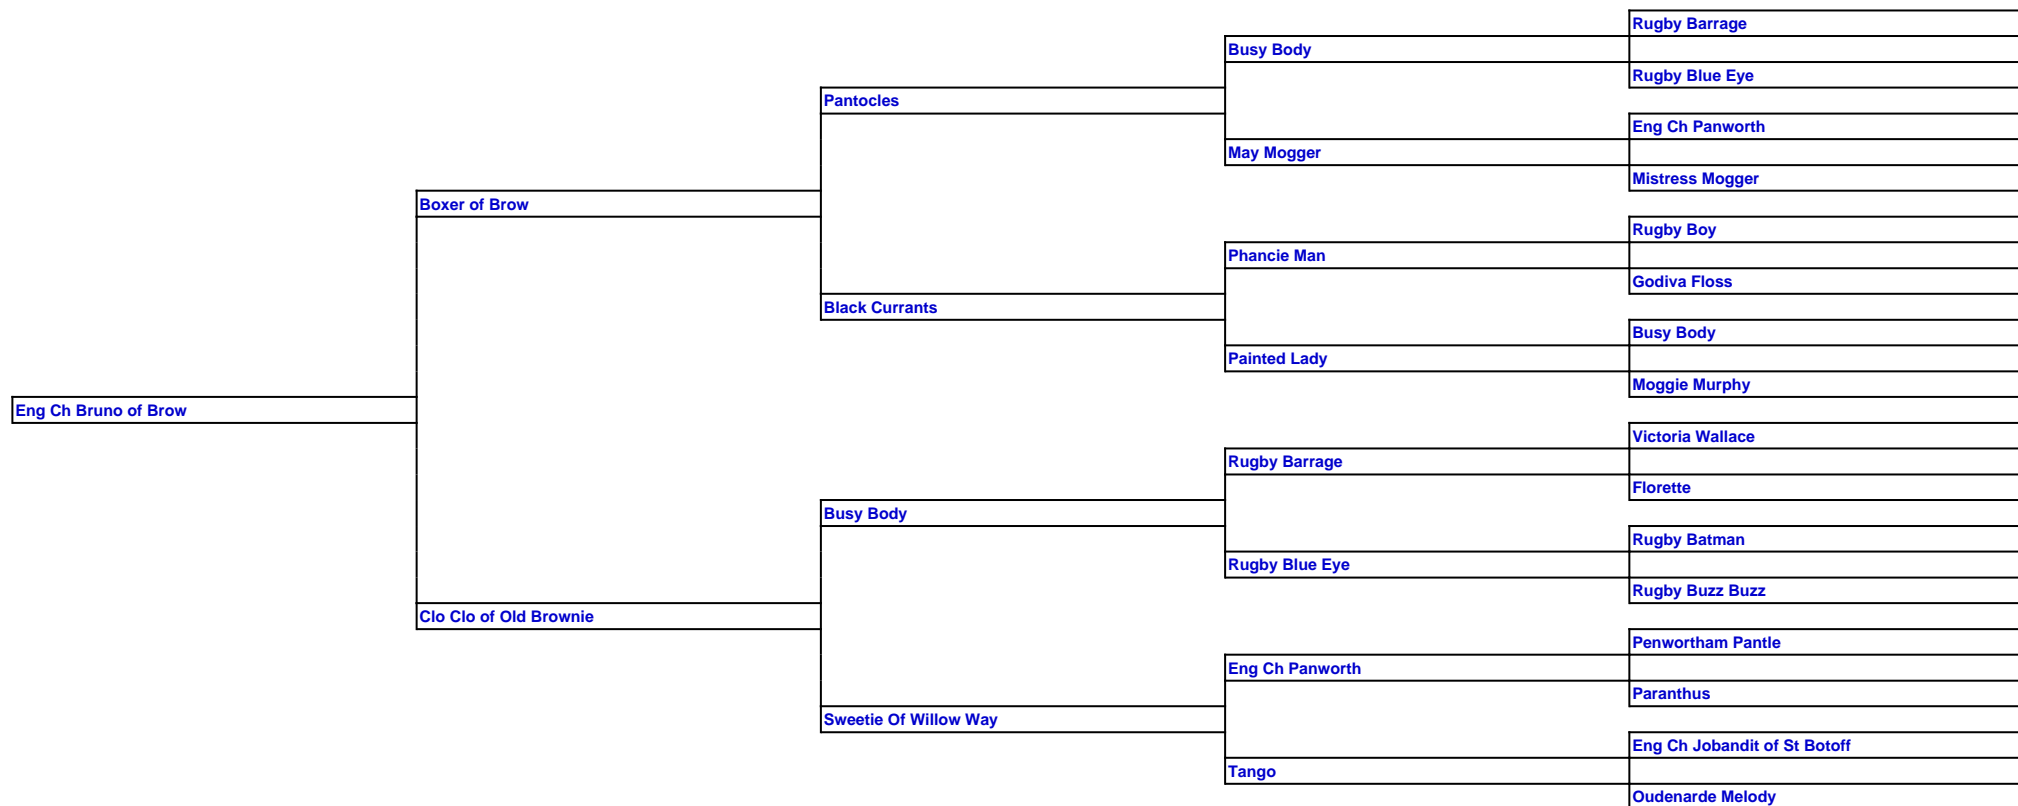 Rugby Barrage
Busy Body
Rugby Blue Eye
Pantocles
Eng Ch Panworth
May Mogger
Mistress Mogger
Boxer of Brow
Rugby Boy
Phancie Man
Godiva Floss
Black Currants
Busy Body
Painted Lady
Moggie Murphy
Eng Ch Bruno of Brow
Victoria Wallace
Rugby Barrage
Florette
Busy Body
Rugby Batman
Rugby Blue Eye
Rugby Buzz Buzz
Clo Clo of Old Brownie
Penwortham Pantle
Eng Ch Panworth
Paranthus
Sweetie Of Willow Way
Eng Ch Jobandit of St Botoff
Tango
Oudenarde Melody